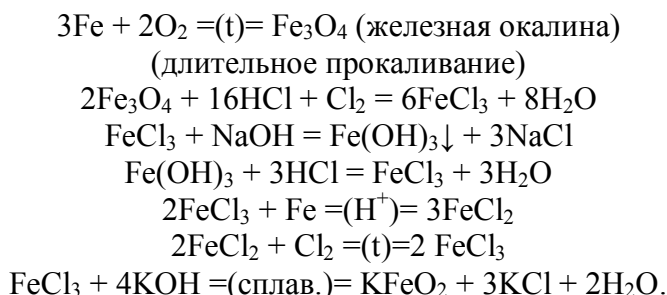 3Fe + 2O₂ =(t)= Fe₃O₄ (железная окалина)
(длительное прокаливание)
2Fe₃O₄ + 16HCl + Cl₂ = 6FeCl₃ + 8H₂O
FeCl₃ + NaOH = Fe(OH)₃↓ + 3NaCl
Fe(OH)₃ + 3HCl = FeCl₃ + 3H₂O
2FeCl₃ + Fe =(H⁺)= 3FeCl₂
2FeCl₂ + Cl₂ =(t)=2 FeCl₃
FeCl₃ + 4KOH =(сплав.)= KFeO₂ + 3KCl + 2H₂O.